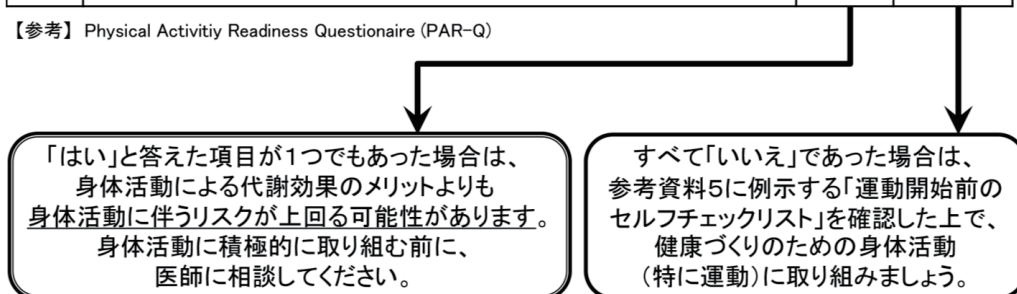 【参考】 Physical Activitiy Readiness Questionaire (PAR-Q)
「はい」と答えた項目が1つでもあった場合は、
身体活動による代謝効果のメリットよりも
身体活動に伴うリスクが上回る可能性があります。
身体活動に積極的に取り組む前に、
医師に相談してください。
すべて「いいえ」であった場合は、
参考資料5に例示する「運動開始前の
セルフチェックリスト」を確認した上で、
健康づくりのための身体活動
(特に運動)に取り組みましょう。